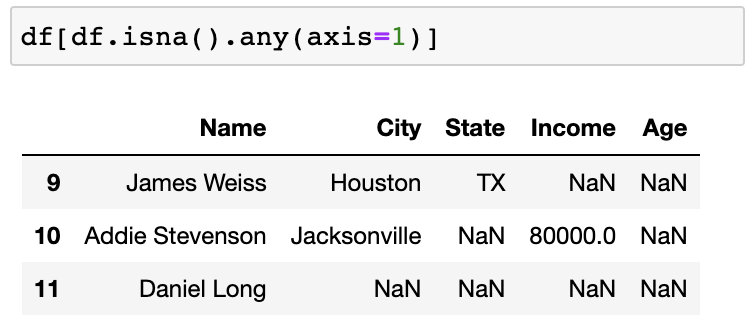 df[df.isna().any(axis=1)]
Name City State Income Age
9 James Weiss Houston TX NaN NaN
10 Addie Stevenson Jacksonville NaN 80000.0 NaN
11 Daniel Long NaN NaN NaN NaN